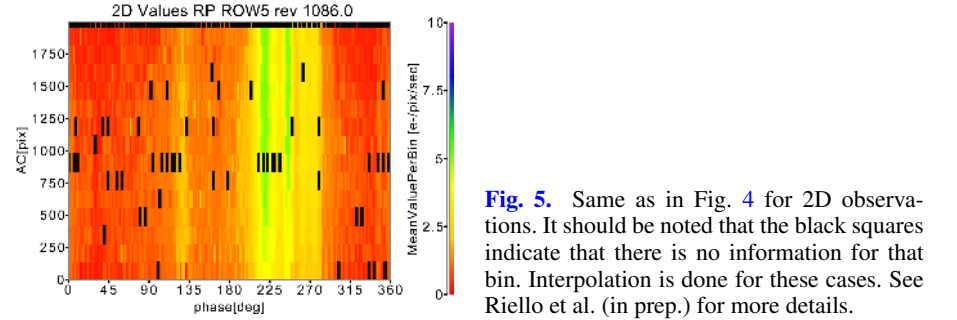 2D Values RP ROW5 rev 1086.0
AC[pix]
1750
1500
1250
1000
750
500
250
0
0 45 90 135 180 225 270 315 360
phase[deg]
MeanValuePerBin [e-/pix/sec]
10
7.5
5
2.5
0
Fig. 5. Same as in Fig. 4 for 2D observa-
tions. It should be noted that the black squares
indicate that there is no information for that
bin. Interpolation is done for these cases. See
Riello et al. (in prep.) for more details.